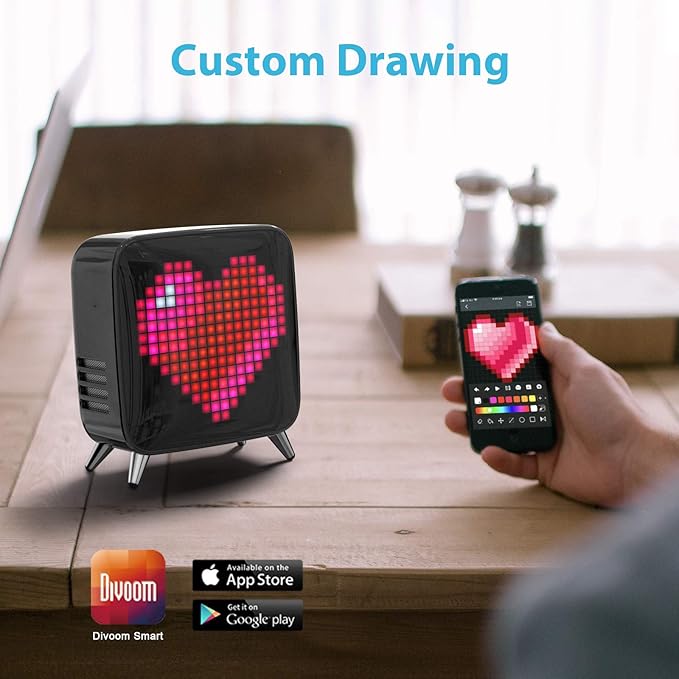 Custom Drawing
DIVOOM
Divoom Smart
Available on the
App Store
Get it on
Google play